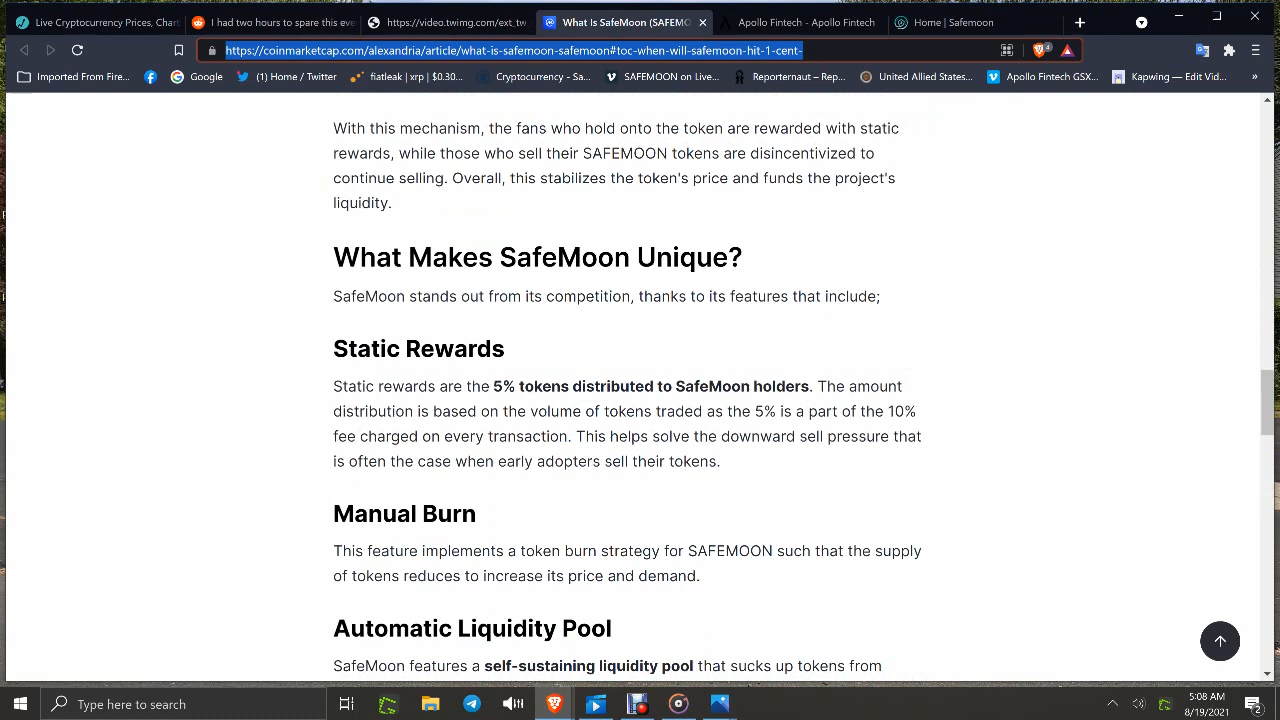 Live Cryptocurrency Prices, Chart
I had two hours to spare this eve
https://video.twimg.com/ext_tw
What Is SafeMoon (SAFEMO
Apollo Fintech - Apollo Fintech
Home | Safemoon
https://coinmarketcap.com/alexandria/article/what-is-safemoon-safemoon#toc-when-will-safemoon-hit-1-cent-
4
Imported From Fire...
Google
(1) Home / Twitter
fiatleak | xrp | $0.30...
Cryptocurrency - Sa...
SAFEMOON on Live...
Reporternaut – Rep...
United Allied States...
Apollo Fintech GSX...
Kapwing — Edit Vid...
»
With this mechanism, the fans who hold onto the token are rewarded with static
rewards, while those who sell their SAFEMOON tokens are disincentivized to
continue selling. Overall, this stabilizes the token's price and funds the project's
liquidity.
What Makes SafeMoon Unique?
SafeMoon stands out from its competition, thanks to its features that include;
Static Rewards
Static rewards are the 5% tokens distributed to SafeMoon holders. The amount
distribution is based on the volume of tokens traded as the 5% is a part of the 10%
fee charged on every transaction. This helps solve the downward sell pressure that
is often the case when early adopters sell their tokens.
Manual Burn
This feature implements a token burn strategy for SAFEMOON such that the supply
of tokens reduces to increase its price and demand.
Automatic Liquidity Pool
SafeMoon features a self-sustaining liquidity pool that sucks up tokens from
Type here to search
5:08 AM
8/19/2021
2